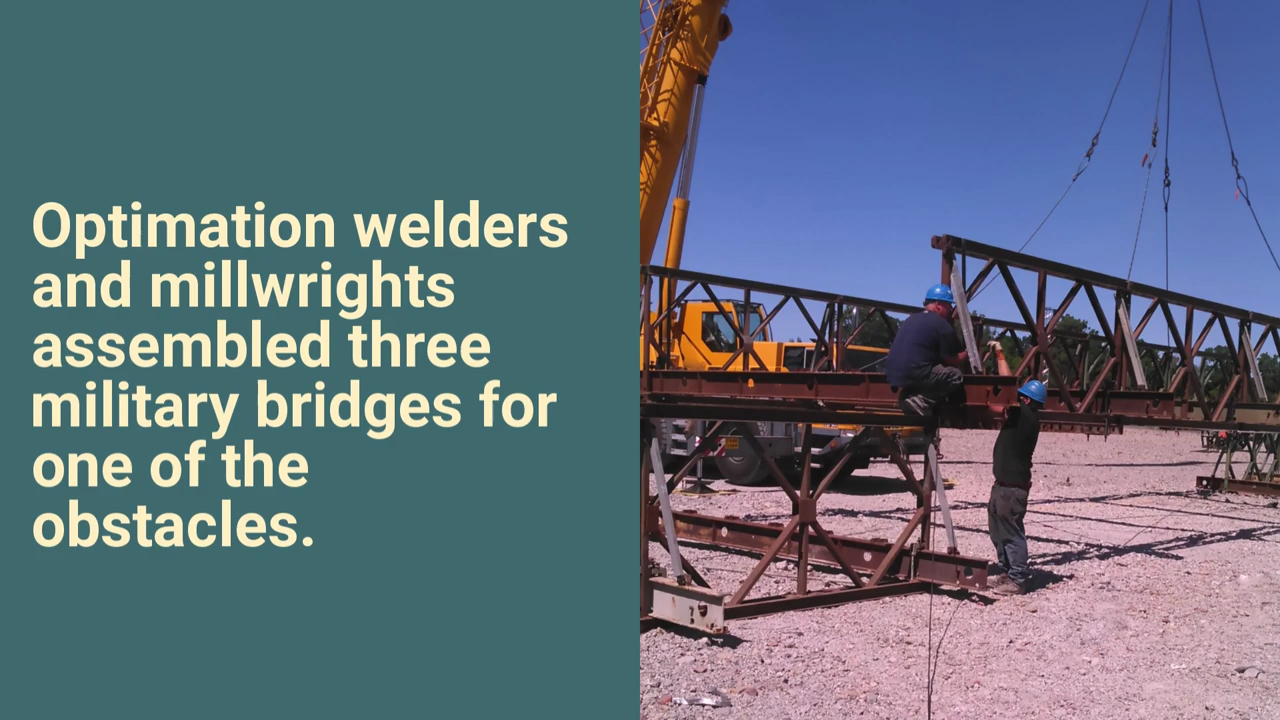 Optimation welders
and millwrights
assembled three
military bridges for
one of the
obstacles.